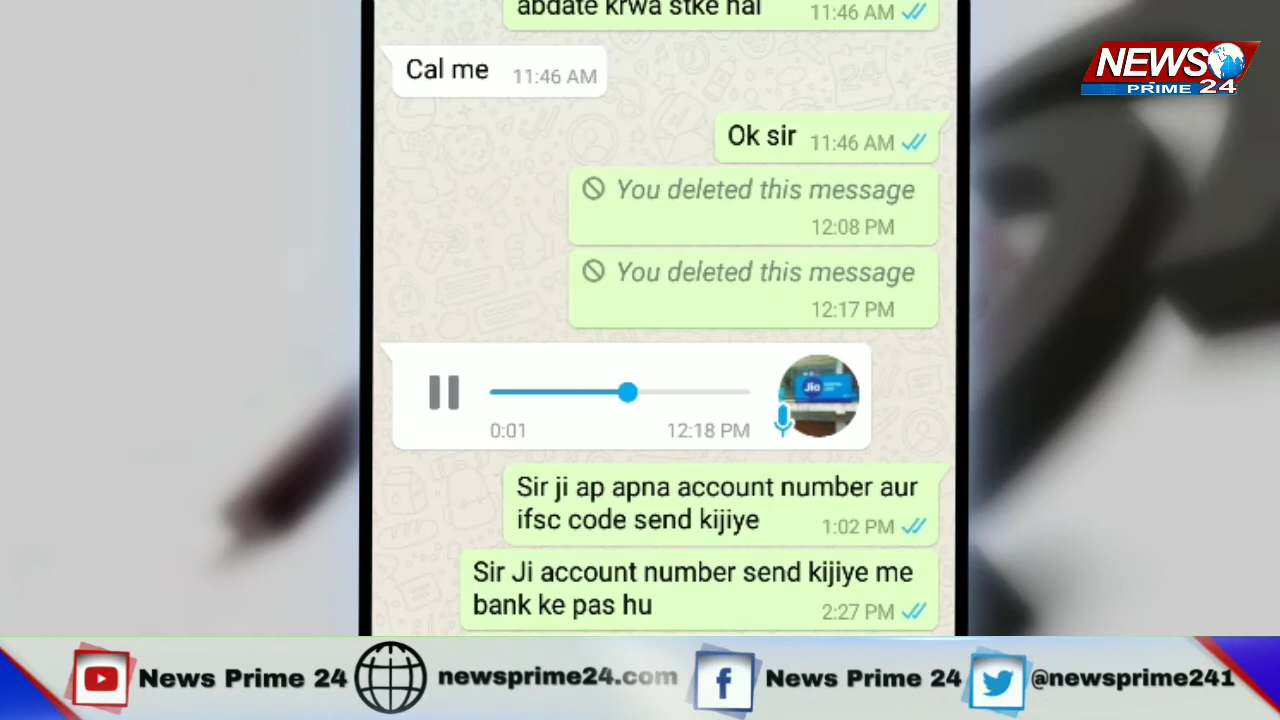 abdate krwa stke hai
11:46 AM
NEWS
PRIME 24
Cal me 11:46 AM
Ok sir 11:46 AM
You deleted this message
12:08 PM
You deleted this message
12:17 PM
Jio
0:01 12:18 PM
Sir ji ap apna account number aur
ifsc code send kijiye 1:02 PM
Sir Ji account number send kijiye me
bank ke pas hu 2:27 PM
News Prime 24 newsprime24.com f News Prime 24 @newsprime241